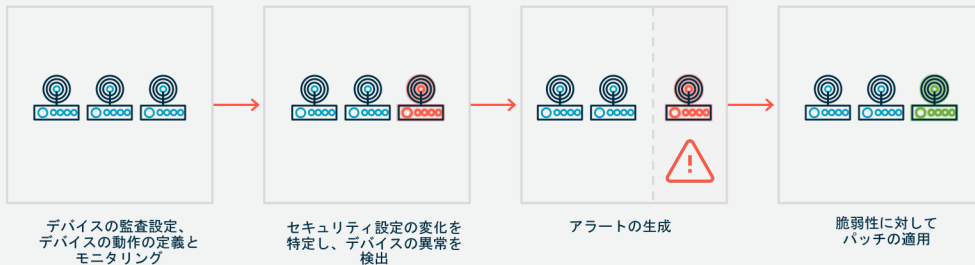 デバイスの監査設定、
デバイスの動作の定義と
モニタリング
セキュリティ設定の変化を
特定し、デバイスの異常を
検出
アラートの生成
脆弱性に対して
パッチの適用